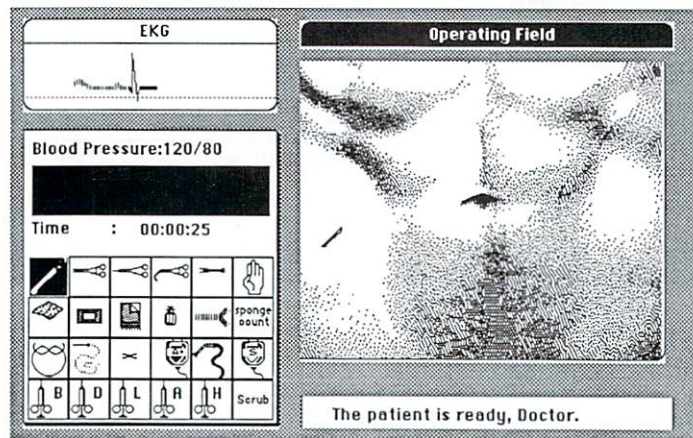 EKG
Operating Field
Blood Pressure:120/80
Time : 00:00:25
sponge
count
B D L A H Scrub
The patient is ready, Doctor.